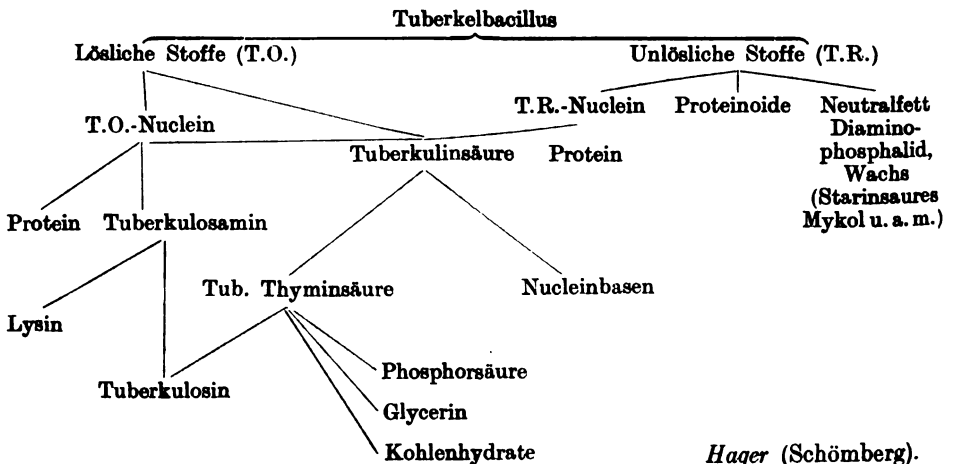 Tuberkelbacillus
Lösliche Stoffe (T.O.) Unlösliche Stoffe (T.R.)
T.R.-Nuclein Proteinoide Neutralfett
T.O.-Nuclein Diamino-
Tuberkulinsäure Protein phosphalid,
Wachs
(Starinsaures
Protein Tuberkulosamin Mykol u. a. m.)
Tub. Thyminsäure Nucleinbasen
Lysin
Phosphorsäure
Tuberkulosin
Glycerin
Kohlenhydrate Hager (Schömberg).